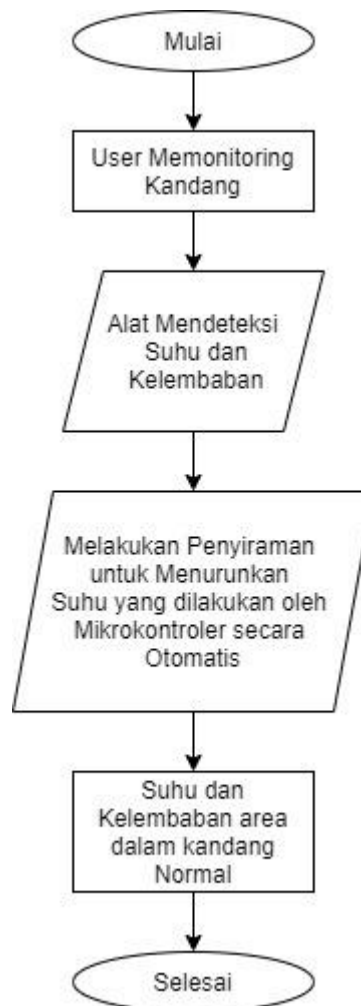 Mulai
User Memonitoring
Kandang
Alat Mendeteksi
Suhu dan
Kelembaban
Melakukan Penyiraman
untuk Menurunkan
Suhu yang dilakukan oleh
Mikrokontroler secara
Otomatis
Suhu dan
Kelembaban area
dalam kandang
Normal
Selesai